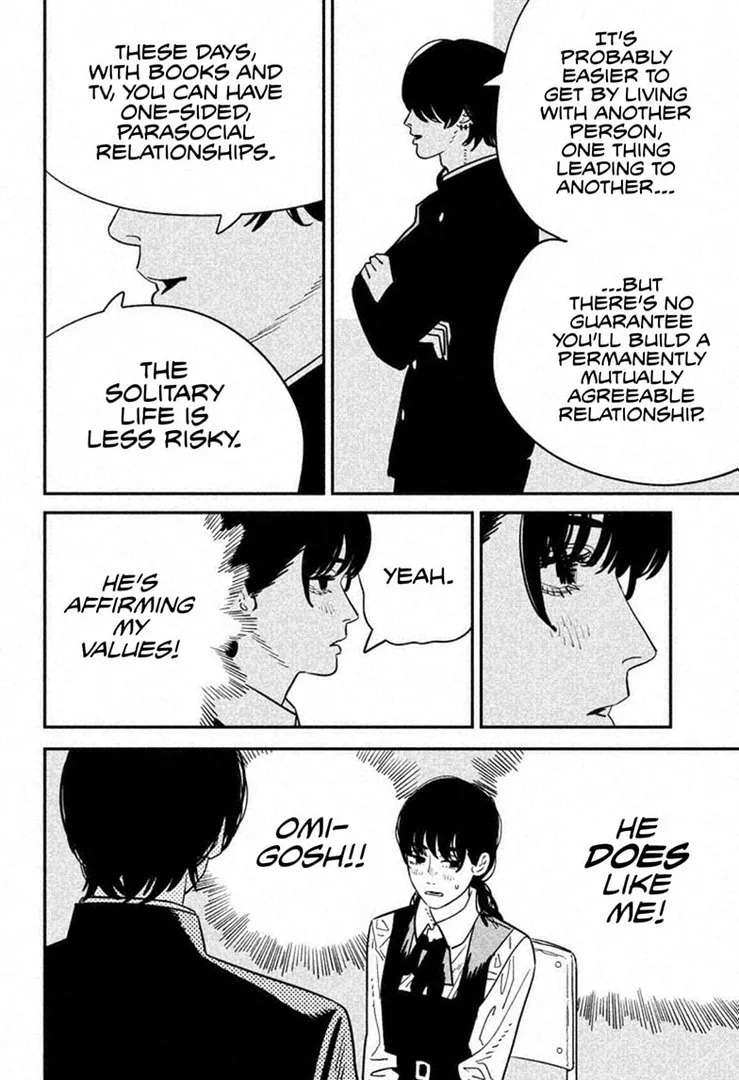 IT'S
PROBABLY
EASIER TO
GET BY LIVING
WITH ANOTHER
PERSON,
ONE THING
LEADING TO
ANOTHER...
...BUT
THERE'S NO
GUARANTEE
YOU'LL BUILD A
PERMANENTLY
MUTUALLY
AGREEABLE
RELATIONSHIP.
THESE DAYS,
WITH BOOKS AND
TV, YOU CAN HAVE
ONE-SIDED,
PARASOCIAL
RELATIONSHIPS.
THE
SOLITARY
LIFE IS
LESS RISKY.
YEAH.
HE'S
AFFIRMING
MY
VALUES!
HE
DOES
LIKE
ME!
OMI-
GOSH!!